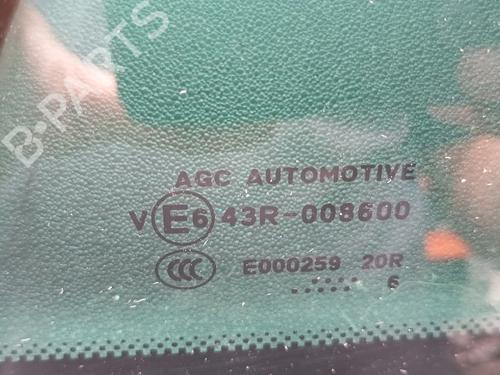 B-PARTS
AGC AUTOMOTIVE
V E6 43R-008600
CCC E000259 20R
6